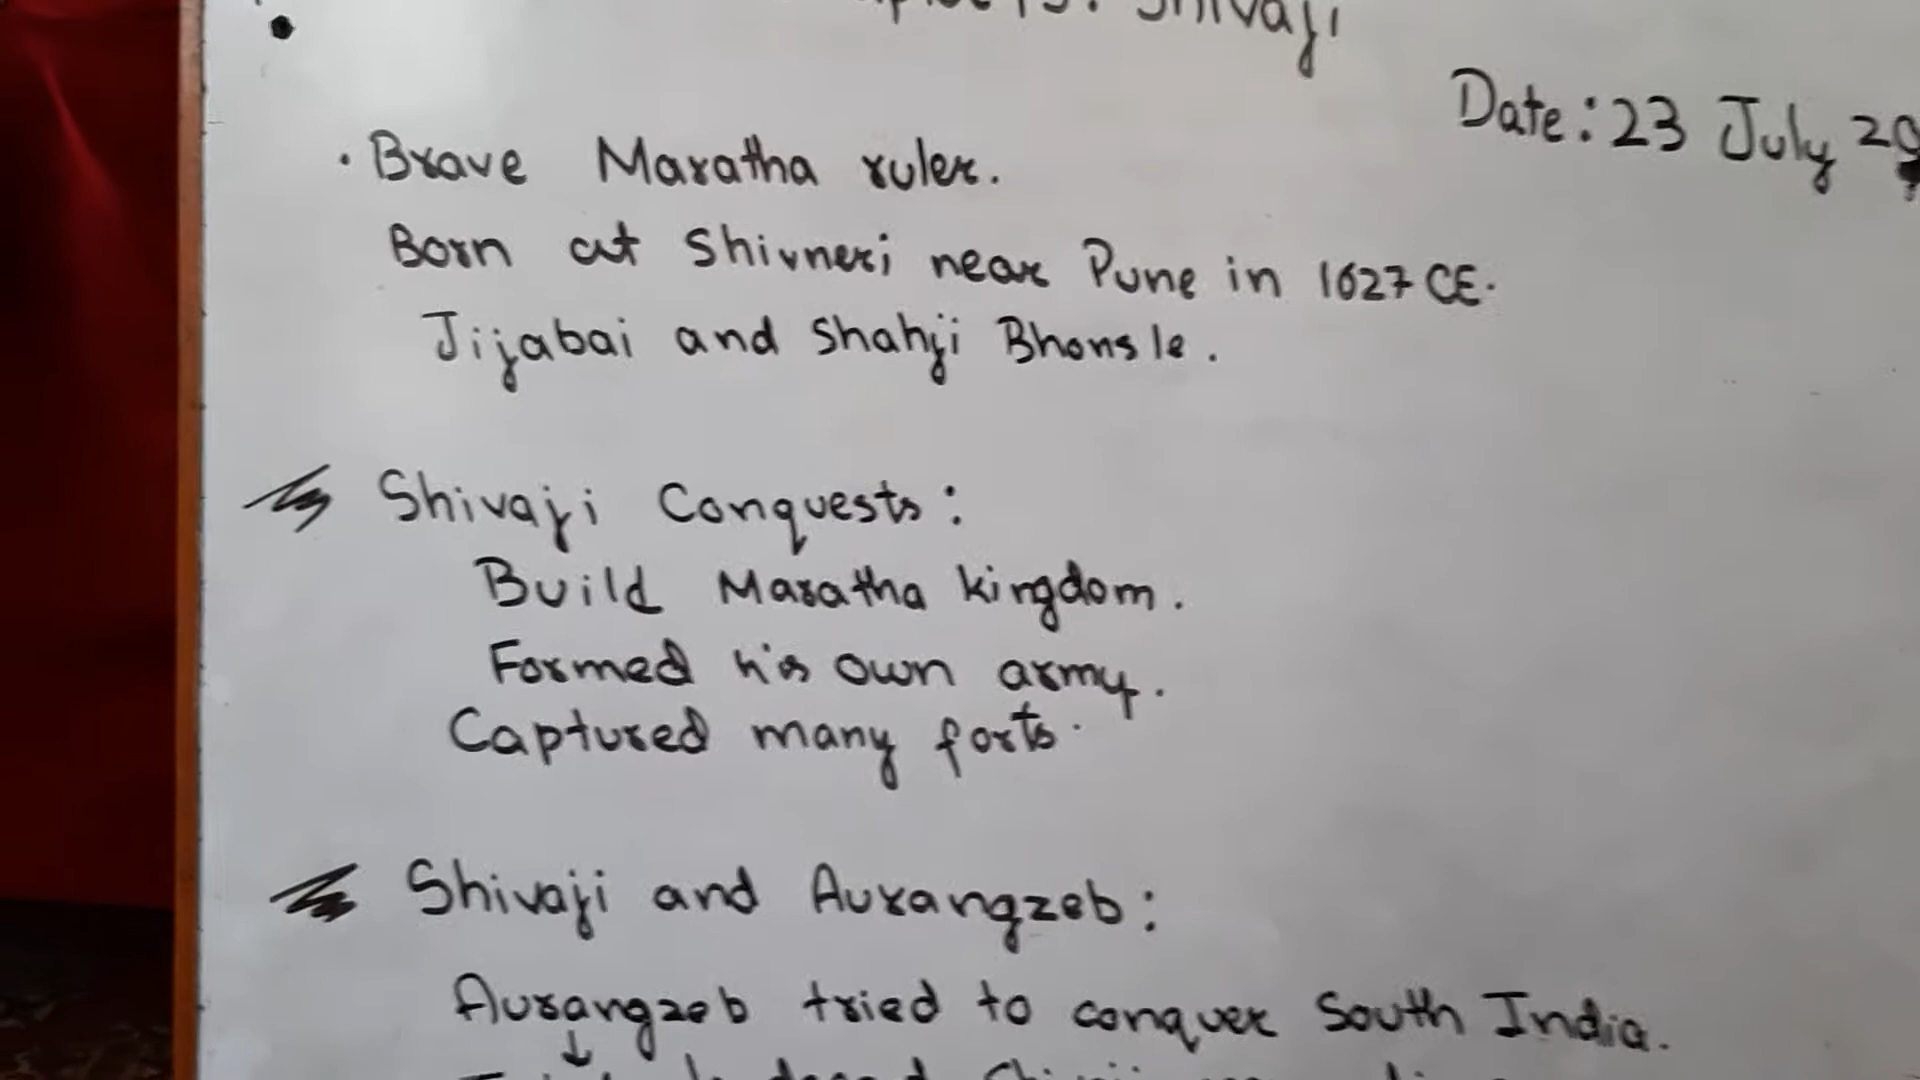 Shivaji
Date: 23 July
· Brave Maratha ruler.
Born at Shivneri near Pune in 1627 CE.
Jijabai and Shahji Bhonsle.
Shivaji Conquests:
Build Maratha kingdom.
Formed his own army.
Captured many forts.
Shivaji and Aurangzeb:
Aurangzeb tried to conquer South India.
↓